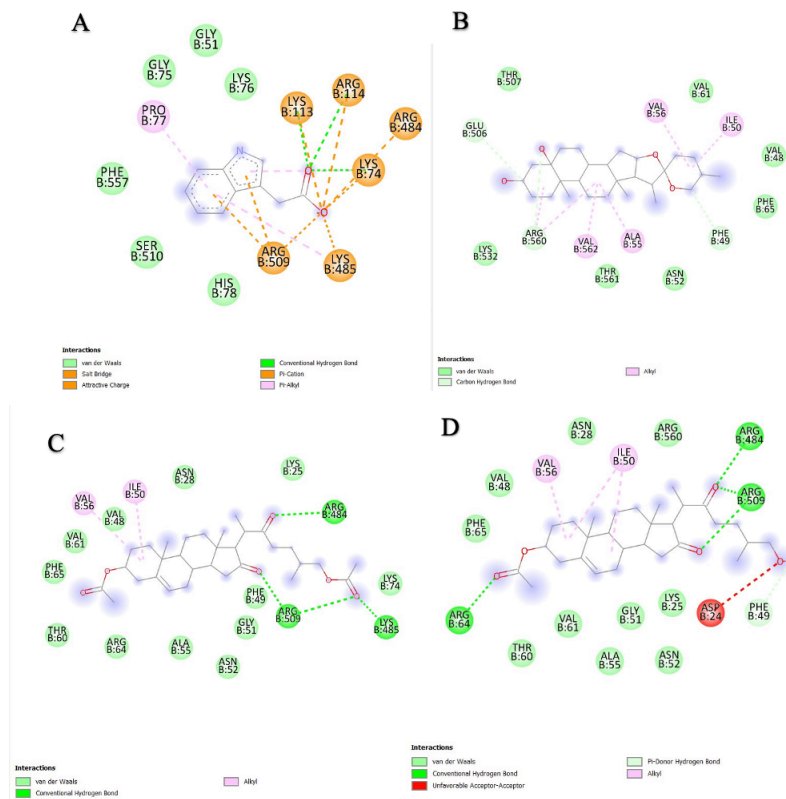 A
GLY
B:51
GLY
B:75
LYS
B:76
PRO
B:77
LYS
B:113
ARG
B:114
ARG
B:484
LYS
B:74
PHE
B:557
N
O
O
SER
B:510
ARG
B:509
LYS
B:485
HIS
B:78
Interactions
van der Waals
Salt Bridge
Attractive Charge
Conventional Hydrogen Bond
Pi-Cation
Pi-Alkyl
B
THR
B:507
VAL
B:61
VAL
B:56
GLU
B:506
ILE
B:50
VAL
B:48
O
O
O
O
PHE
B:65
ARG
B:560
PHE
B:49
LYS
B:532
VAL
B:562
ALA
B:55
THR
B:561
ASN
B:52
Interactions
van der Waals
Carbon Hydrogen Bond
Alkyl
C
ASN
B:28
LYS
B:25
ILE
B:50
VAL
B:56
VAL
B:48
ARG
B:484
VAL
B:61
O
PHE
B:65
O
O
O
O
O
PHE
B:49
LYS
B:74
ARG
B:509
GLY
B:51
LYS
B:485
THR
B:60
ARG
B:64
ALA
B:55
ASN
B:52
Interactions
van der Waals
Conventional Hydrogen Bond
Alkyl
D
ASN
B:28
ARG
B:560
ARG
B:484
VAL
B:56
ILE
B:50
VAL
B:48
O
ARG
B:509
PHE
B:65
O
O
O
ARG
B:64
LYS
B:25
GLY
B:51
ASP
B:24
PHE
B:49
VAL
B:61
THR
B:60
ALA
B:55
ASN
B:52
Interactions
van der Waals
Conventional Hydrogen Bond
Unfavorable Acceptor-Acceptor
Pi-Donor Hydrogen Bond
Alkyl